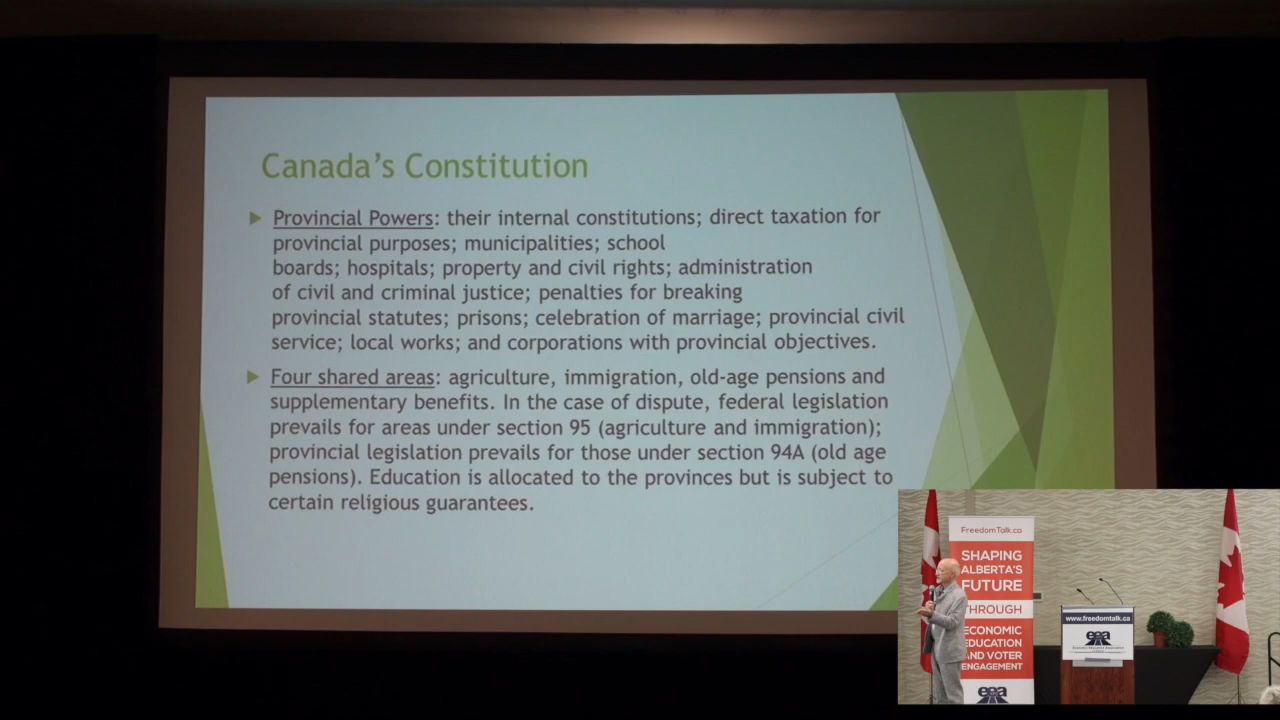 Canada's Constitution
Provincial Powers: their internal constitutions; direct taxation for
provincial purposes; municipalities; school
boards; hospitals; property and civil rights; administration
of civil and criminal justice; penalties for breaking
provincial statutes; prisons; celebration of marriage; provincial civil
service; local works; and corporations with provincial objectives.
Four shared areas: agriculture, immigration, old-age pensions and
supplementary benefits. In the case of dispute, federal legislation
prevails for areas under section 95 (agriculture and immigration);
provincial legislation prevails for those under section 94A (old age
pensions). Education is allocated to the provinces but is subject to
certain religious guarantees.
FreedomTalk.ca
SHAPING
ALBERTA'S
FUTURE
THROUGH
ECONOMIC
EDUCATION
AND VOTER
ENGAGEMENT
eea
www.freedomtalk.ca
eea